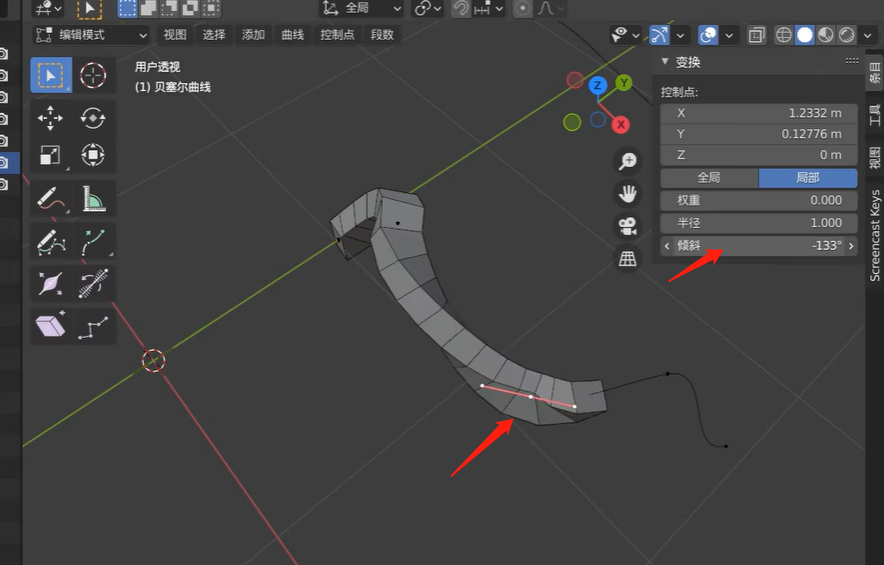 全局
编辑模式 视图 选择 添加 曲线 控制点 段数
用户透视
(1) 贝塞尔曲线
Z
Y
X
变换
控制点:
X 1.2332 m
Y 0.12776 m
Z 0 m
全局 局部
权重 0.000
半径 1.000
倾斜 -133°
条目
工具
视图
Screencast Keys